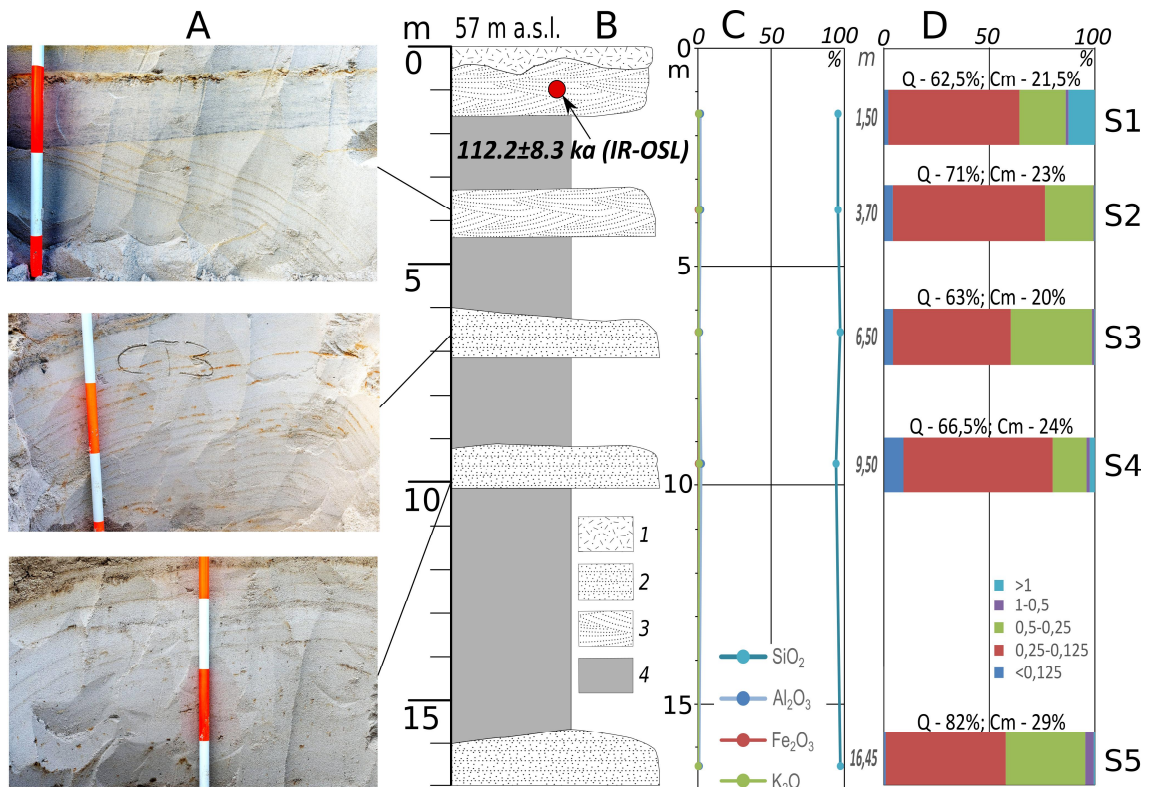 A
m
57 m a.s.l.
B
C
D
0
5
10
15
112.2±8.3 ka (IR-OSL)
1
2
3
4
0 50 100
%
m
0
5
10
15
SiO₂
Al₂O₃
Fe₂O₃
K₂O
0 50 100
%
m
Q - 62,5%; Cm - 21,5%
1,50
S1
Q - 71%; Cm - 23%
3,70
S2
Q - 63%; Cm - 20%
6,50
S3
Q - 66,5%; Cm - 24%
9,50
S4
>1
1-0,5
0,5-0,25
0,25-0,125
<0,125
Q - 82%; Cm - 29%
16,45
S5